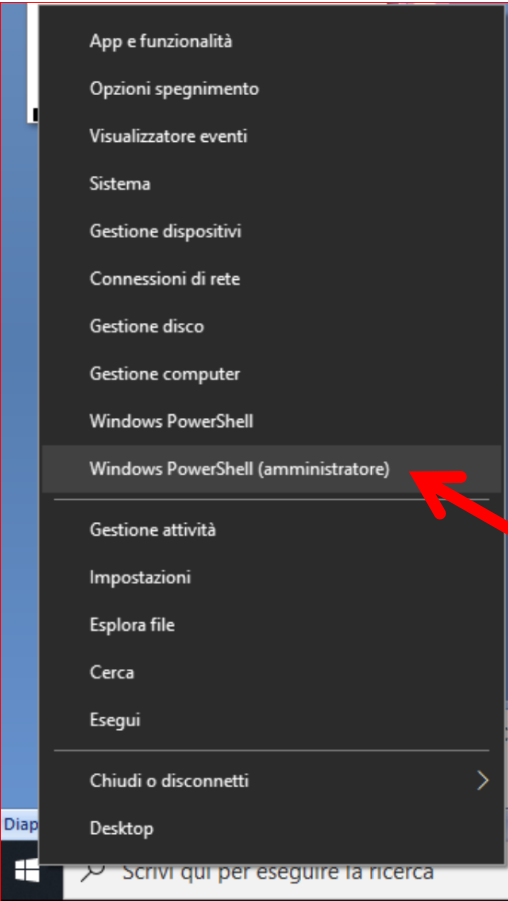 App e funzionalità
Opzioni spegnimento
Visualizzatore eventi
Sistema
Gestione dispositivi
Connessioni di rete
Gestione disco
Gestione computer
Windows PowerShell
Windows PowerShell (amministratore)
Gestione attività
Impostazioni
Esplora file
Cerca
Esegui
Chiudi o disconnetti
Diap
Desktop
Scrivi qui per eseguire la ricerca